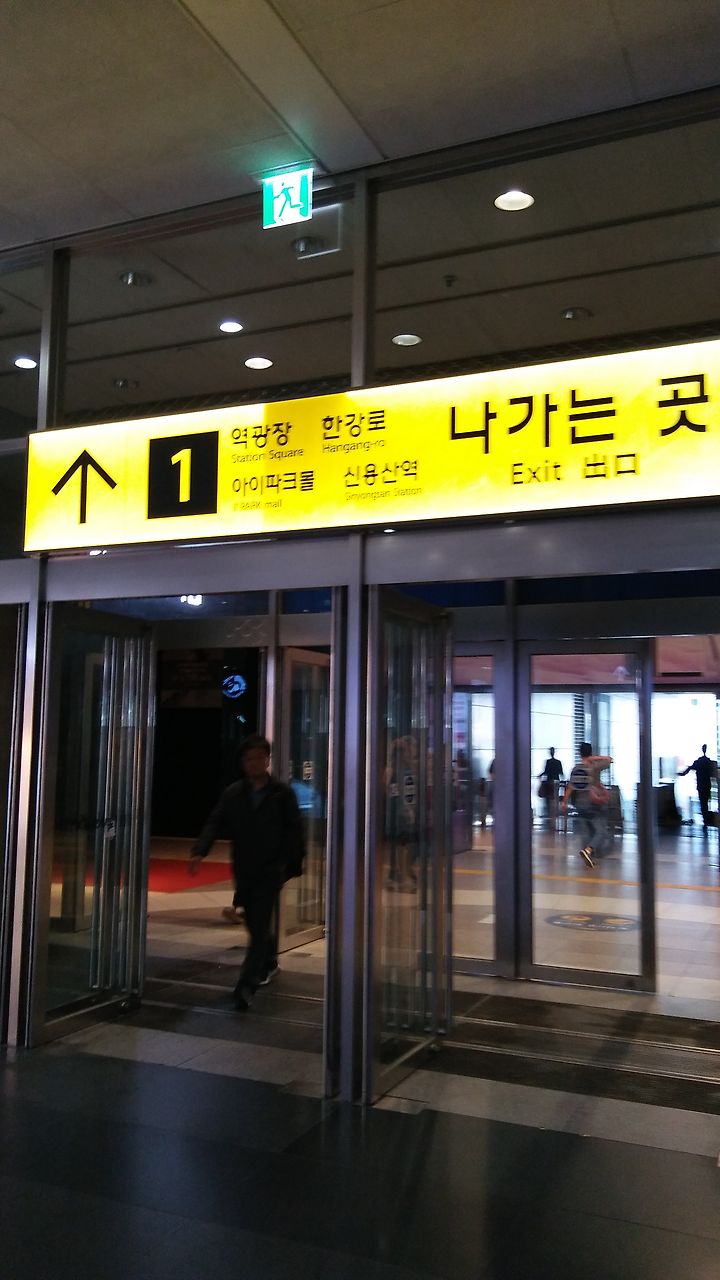 1
역광장 한강로
Station Square Hangang-ro
아이파크몰 신용산역
I'PARK mall Sinyongsan Station
나가는 곳
Exit 出口